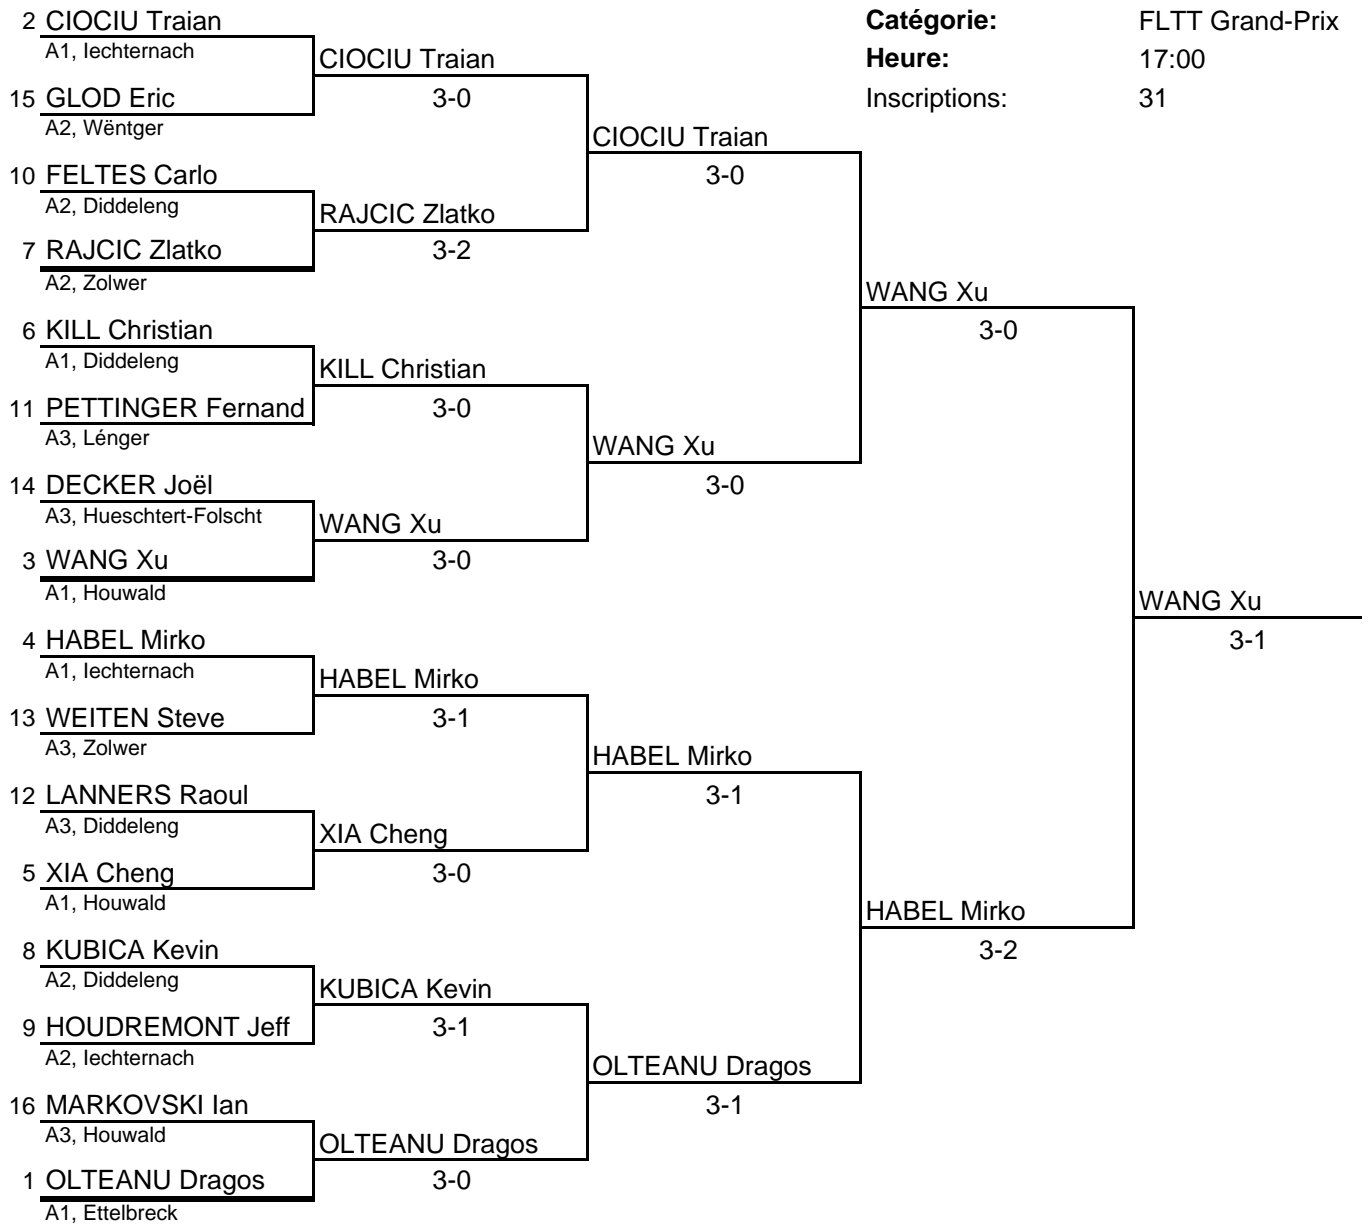 2 CIOCIU Traian
A1, Iechternach
15 GLOD Eric
A2, Wëntger
10 FELTES Carlo
A2, Diddeleng
7 RAJCIC Zlatko
A2, Zolwer
6 KILL Christian
A1, Diddeleng
11 PETTINGER Fernand
A3, Lénger
14 DECKER Joël
A3, Hueschtert-Folscht
3 WANG Xu
A1, Houwald
4 HABEL Mirko
A1, Iechternach
13 WEITEN Steve
A3, Zolwer
12 LANNERS Raoul
A3, Diddeleng
5 XIA Cheng
A1, Houwald
8 KUBICA Kevin
A2, Diddeleng
9 HOUDREMONT Jeff
A2, Iechternach
16 MARKOVSKI Ian
A3, Houwald
1 OLTEANU Dragos
A1, Ettelbreck
CIOCIU Traian
3-0
RAJCIC Zlatko
3-2
KILL Christian
3-0
WANG Xu
3-0
HABEL Mirko
3-1
XIA Cheng
3-0
KUBICA Kevin
3-1
OLTEANU Dragos
3-0
CIOCIU Traian
3-0
WANG Xu
3-0
HABEL Mirko
3-1
OLTEANU Dragos
3-1
WANG Xu
3-0
HABEL Mirko
3-2
WANG Xu
3-1
Catégorie: FLTT Grand-Prix
Heure: 17:00
Inscriptions: 31